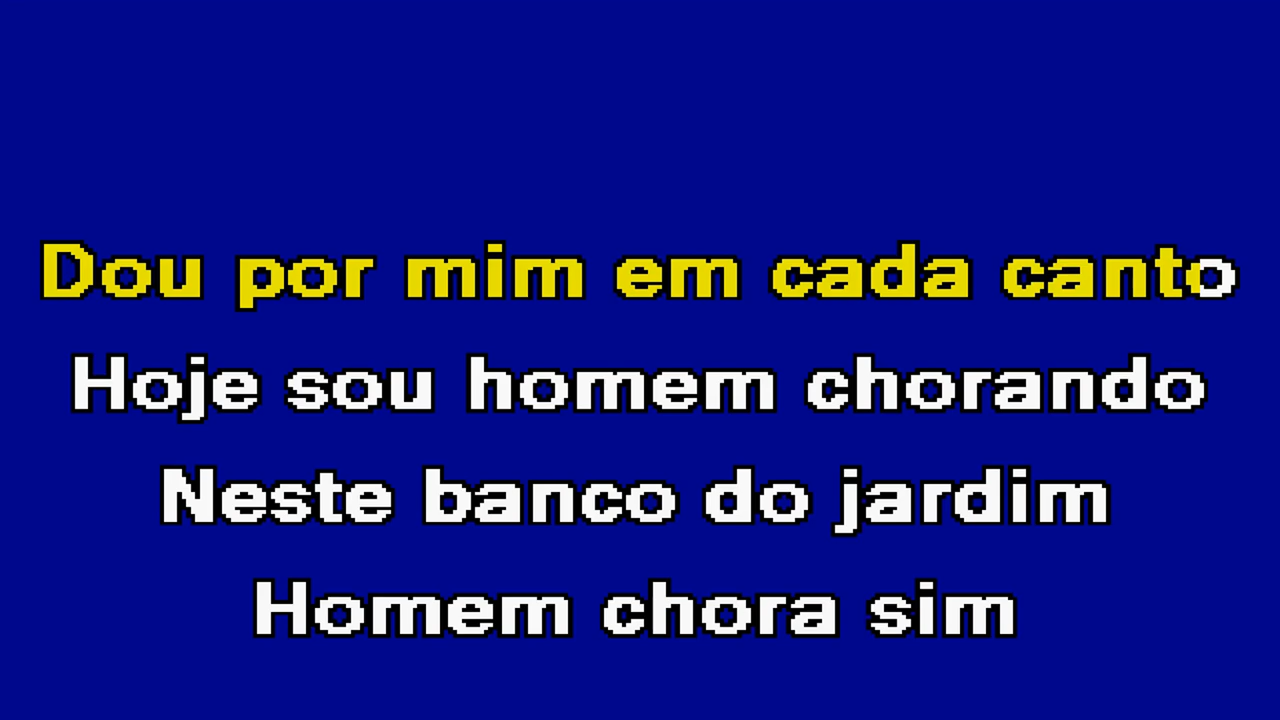 Dou por mim em cada canto
Hoje sou homem chorando
Neste banco do jardim
Homem chora sim